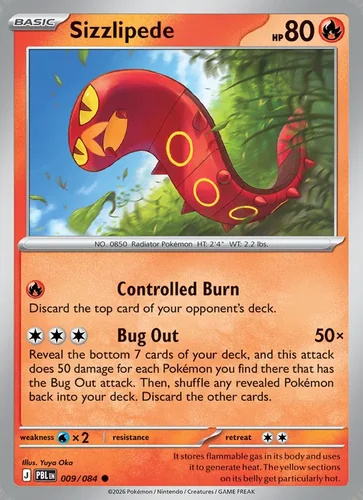 BASIC
Sizzlipede
HP 80
NO. 0850 Radiator Pokémon HT: 2'4" WT: 2.2 lbs.
Controlled Burn
Discard the top card of your opponent's deck.
Bug Out 50×
Reveal the bottom 7 cards of your deck, and this attack
does 50 damage for each Pokémon you find there that has
the Bug Out attack. Then, shuffle any revealed Pokémon
back into your deck. Discard the other cards.
weakness ×2 resistance retreat
Illus. Yuya Oka
J PBL EN 009/084
It stores flammable gas in its body and uses
it to generate heat. The yellow sections
on its belly get particularly hot.
©2026 Pokémon / Nintendo / Creatures / GAME FREAK